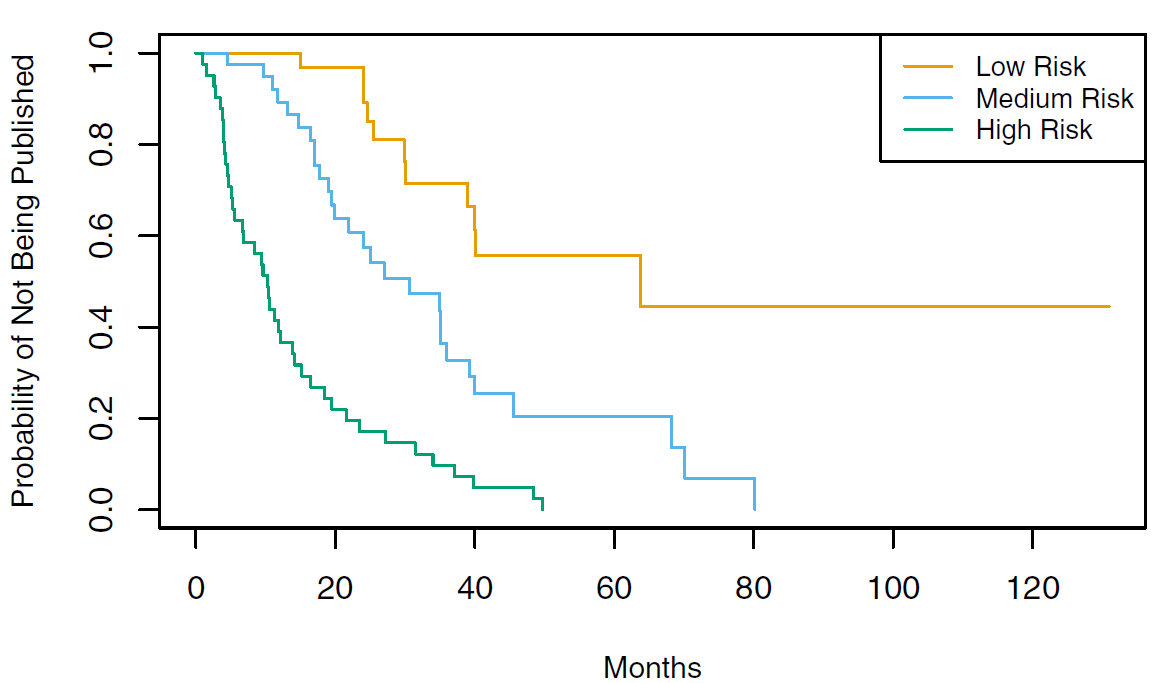 Probability of Not Being Published
1.0
0.8
0.6
0.4
0.2
0.0
Low Risk
Medium Risk
High Risk
0 20 40 60 80 100 120
Months